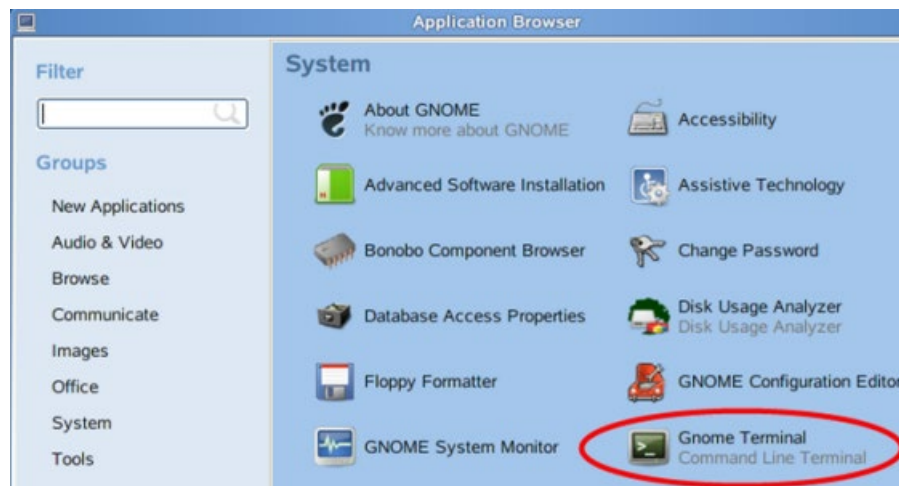 Application Browser
Filter
Groups
New Applications
Audio & Video
Browse
Communicate
Images
Office
System
Tools
System
About GNOME
Know more about GNOME
Accessibility
Advanced Software Installation
Assistive Technology
Bonobo Component Browser
Change Password
Database Access Properties
Disk Usage Analyzer
Disk Usage Analyzer
Floppy Formatter
GNOME Configuration Editor
GNOME System Monitor
Gnome Terminal
Command Line Terminal